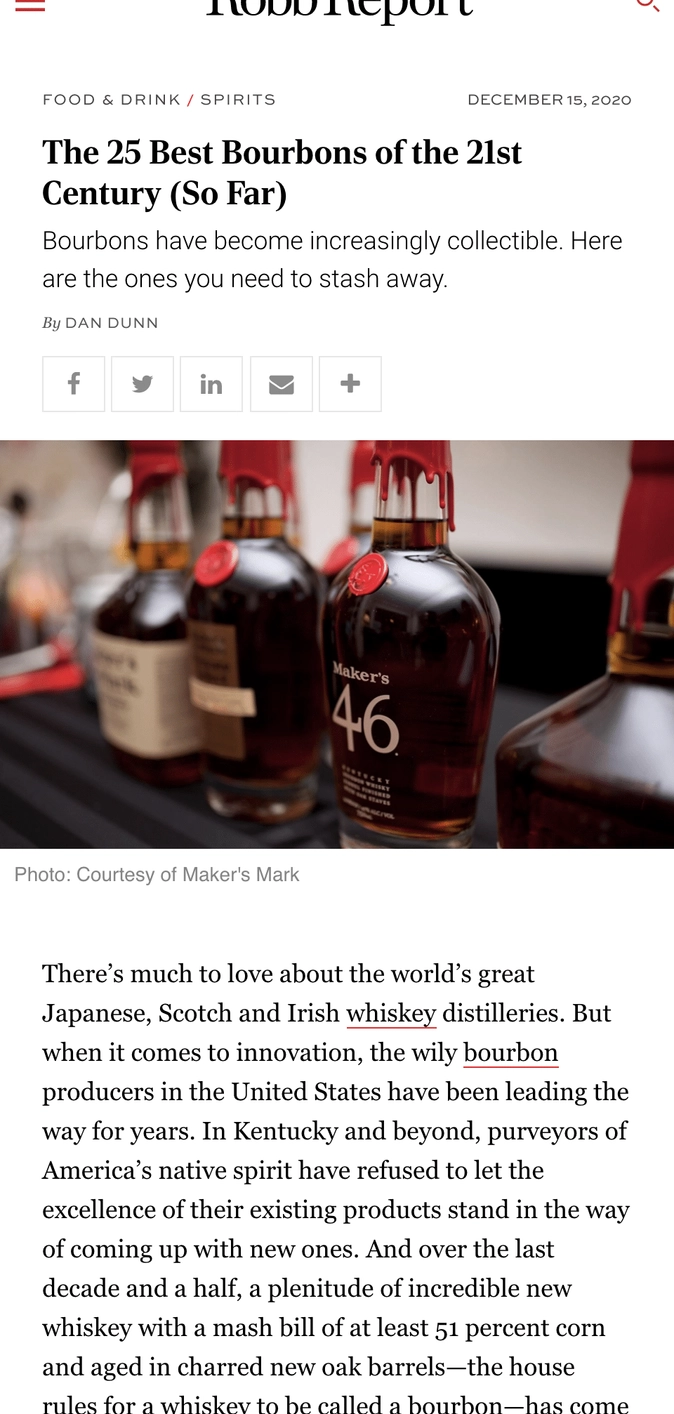 Robb Report
FOOD & DRINK / SPIRITS
DECEMBER 15, 2020
The 25 Best Bourbons of the 21st
Century (So Far)
Bourbons have become increasingly collectible. Here
are the ones you need to stash away.
By DAN DUNN
Maker's
46
KENTUCKY
Photo: Courtesy of Maker's Mark
There’s much to love about the world’s great
Japanese, Scotch and Irish whiskey distilleries. But
when it comes to innovation, the wily bourbon
producers in the United States have been leading the
way for years. In Kentucky and beyond, purveyors of
America’s native spirit have refused to let the
excellence of their existing products stand in the way
of coming up with new ones. And over the last
decade and a half, a plenitude of incredible new
whiskey with a mash bill of at least 51 percent corn
and aged in charred new oak barrels—the house
rules for a whiskey to be called a bourbon—has come